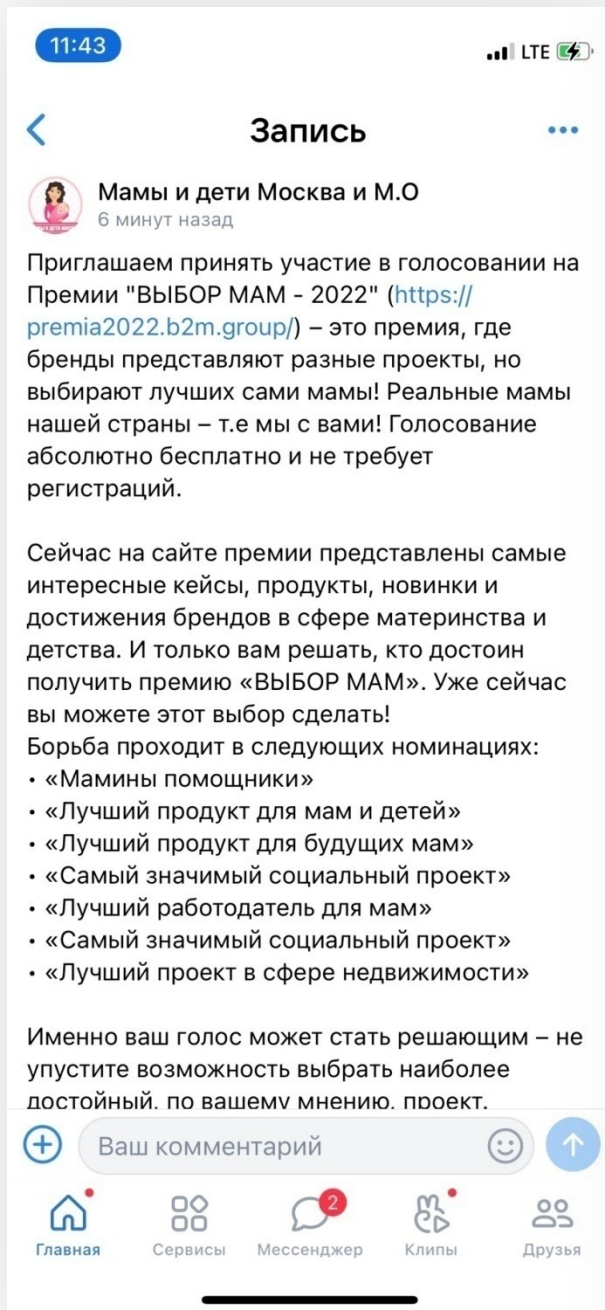 11:43
LTE
Запись
Мамы и дети Москва и М.О
6 минут назад
Приглашаем принять участие в голосовании на
Премии "ВЫБОР МАМ - 2022" (https://
premia2022.b2m.group/) – это премия, где
бренды представляют разные проекты, но
выбирают лучших сами мамы! Реальные мамы
нашей страны – т.е мы с вами! Голосование
абсолютно бесплатно и не требует
регистраций.
Сейчас на сайте премии представлены самые
интересные кейсы, продукты, новинки и
достижения брендов в сфере материнства и
детства. И только вам решать, кто достоин
получить премию «ВЫБОР МАМ». Уже сейчас
вы можете этот выбор сделать!
Борьба проходит в следующих номинациях:
• «Мамины помощники»
• «Лучший продукт для мам и детей»
• «Лучший продукт для будущих мам»
• «Самый значимый социальный проект»
• «Лучший работодатель для мам»
• «Самый значимый социальный проект»
• «Лучший проект в сфере недвижимости»
Именно ваш голос может стать решающим – не
упустите возможность выбрать наиболее
достойный, по вашему мнению, проект.
Ваш комментарий
2
Главная Сервисы Мессенджер Клипы Друзья